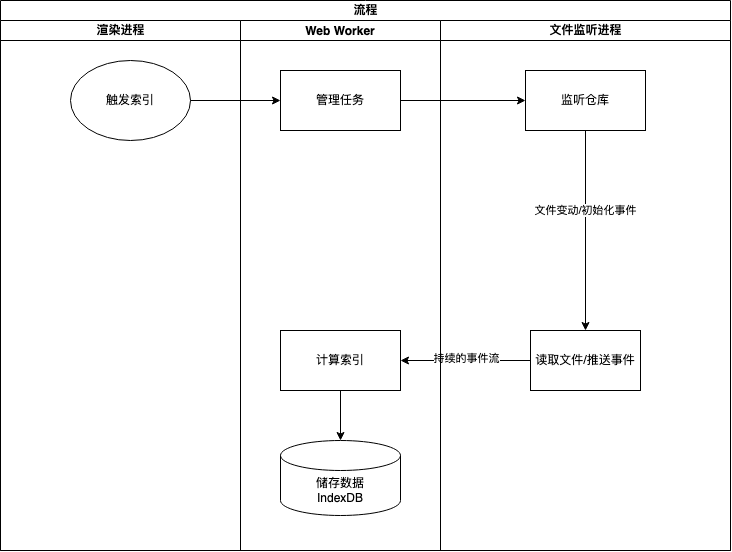 流程
渲染进程
Web Worker
文件监听进程
触发索引
管理任务
监听仓库
文件变动/初始化事件
计算索引
持续的事件流
读取文件/推送事件
储存数据
IndexDB